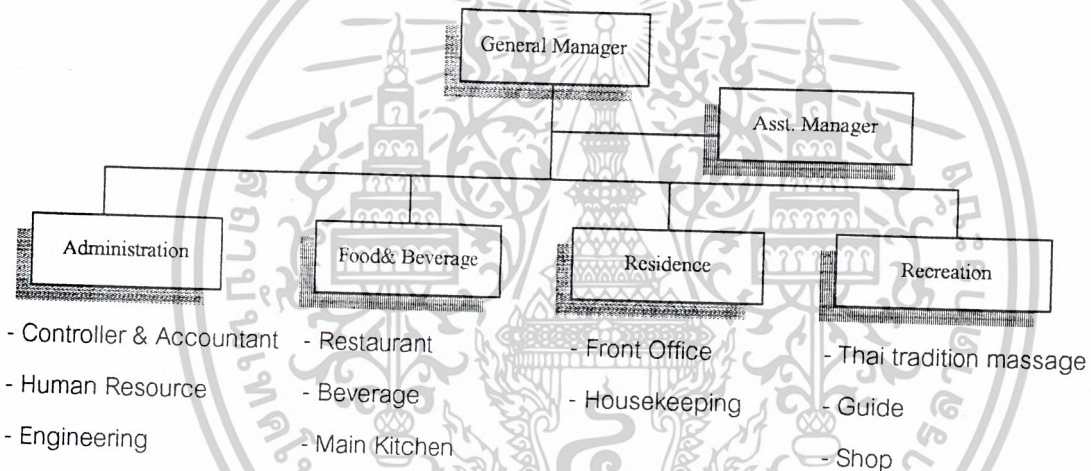 General Manager
Asst. Manager
Administration
Food& Beverage
Residence
Recreation
- Controller & Accountant
- Human Resource
- Engineering
- Restaurant
- Beverage
- Main Kitchen
- Front Office
- Housekeeping
- Thai tradition massage
- Guide
- Shop